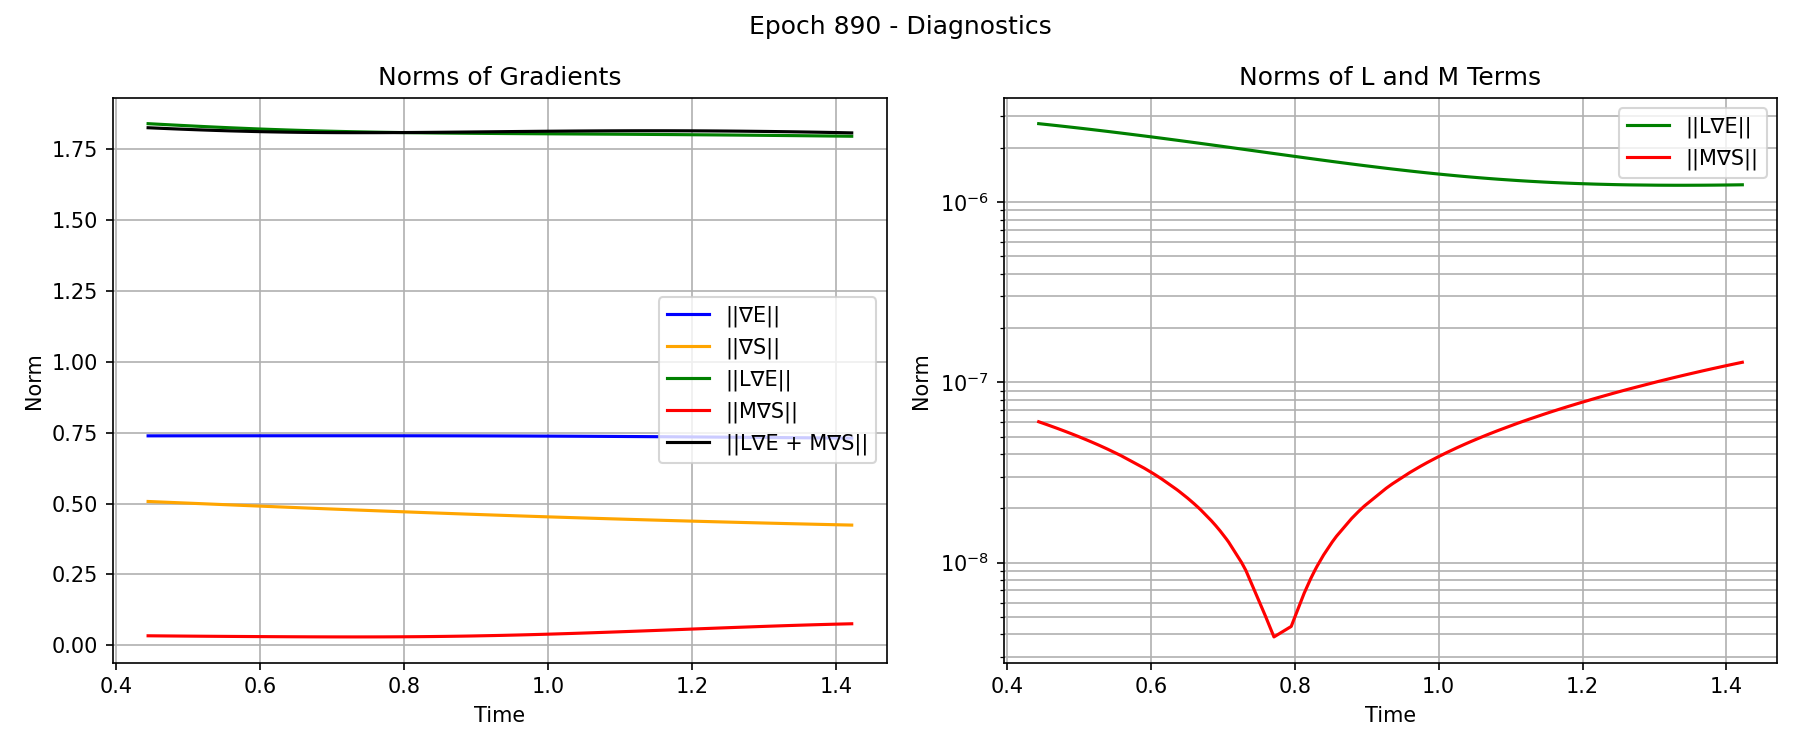 Epoch 890 - Diagnostics
Norms of Gradients
Norm
1.75
1.50
1.25
1.00
0.75
0.50
0.25
0.00
0.4
0.6
0.8
1.0
1.2
1.4
Time
||∇E||
||∇S||
||L∇E||
||M∇S||
||L∇E + M∇S||
Norms of L and M Terms
Norm
10⁻⁶
10⁻⁷
10⁻⁸
0.4
0.6
0.8
1.0
1.2
1.4
Time
||L∇E||
||M∇S||